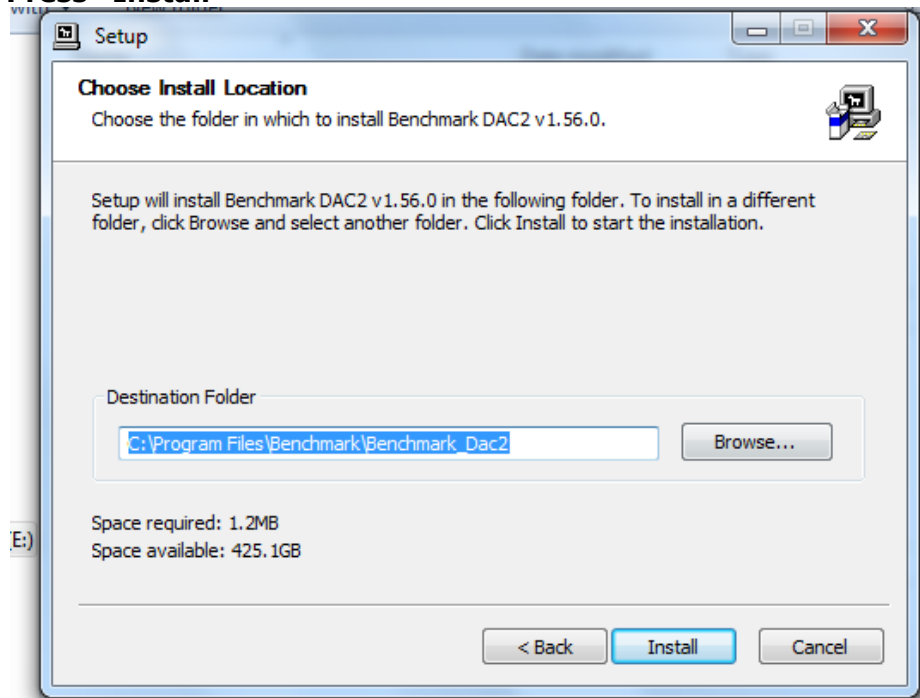 Press "Install"
Setup
Choose Install Location
Choose the folder in which to install Benchmark DAC2 v1.56.0.
Setup will install Benchmark DAC2 v1.56.0 in the following folder. To install in a different
folder, click Browse and select another folder. Click Install to start the installation.
Destination Folder
C:\Program Files\Benchmark\Benchmark_Dac2
Browse...
Space required: 1.2MB
(E:)
Space available: 425.1GB
< Back
Install
Cancel